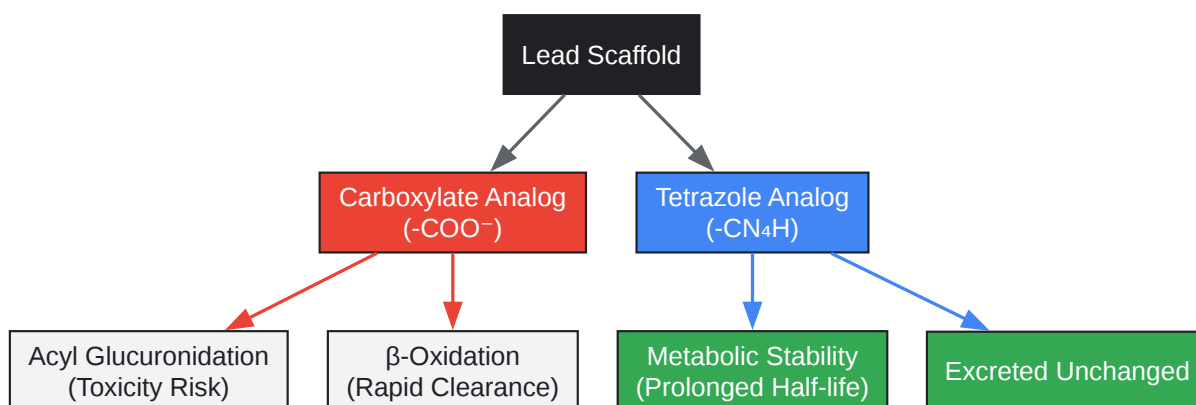 Lead Scaffold
Carboxylate Analog
(-COO⁻)
Tetrazole Analog
(-CN₄H)
Acyl Glucuronidation
(Toxicity Risk)
β-Oxidation
(Rapid Clearance)
Metabolic Stability
(Prolonged Half-life)
Excreted Unchanged